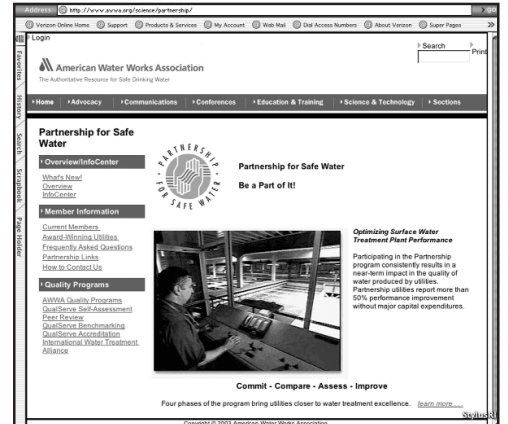 Address: http://www.awwa.org/science/partnership/ go
Verizon Online Home Support Products & Services My Account Web Mail Dial Access Numbers About Verizon Super Pages
Favorites
History
Search
Scrapbook
Page Holder
Login
Search
Print
American Water Works Association
The Authoritative Resource for Safe Drinking Water
Home Advocacy Communications Conferences Education & Training Science & Technology Sections
Partnership for Safe
Water
Overview/InfoCenter
What's New!
Overview
InfoCenter
Member Information
Current Members
Award-Winning Utilities
Frequently Asked Questions
Partnership Links
How to Contact Us
Quality Programs
AWWA Quality Programs
QualServe Self-Assessment
Peer Review
QualServe Benchmarking
QualServe Accreditation
International Water Treatment
Alliance
PARTNERSHIP
FOR SAFE WATER
Partnership for Safe Water
Be a Part of It!
Optimizing Surface Water
Treatment Plant Performance
Participating in the Partnership
program consistently results in a
near-term impact in the quality of
water produced by utilities.
Partnership utilities report more than
50% performance improvement
without major capital expenditures.
Commit - Compare - Assess - Improve
Four phases of the program bring utilities closer to water treatment excellence. learn more . . .
Copyright © 2003 American Water Works Association